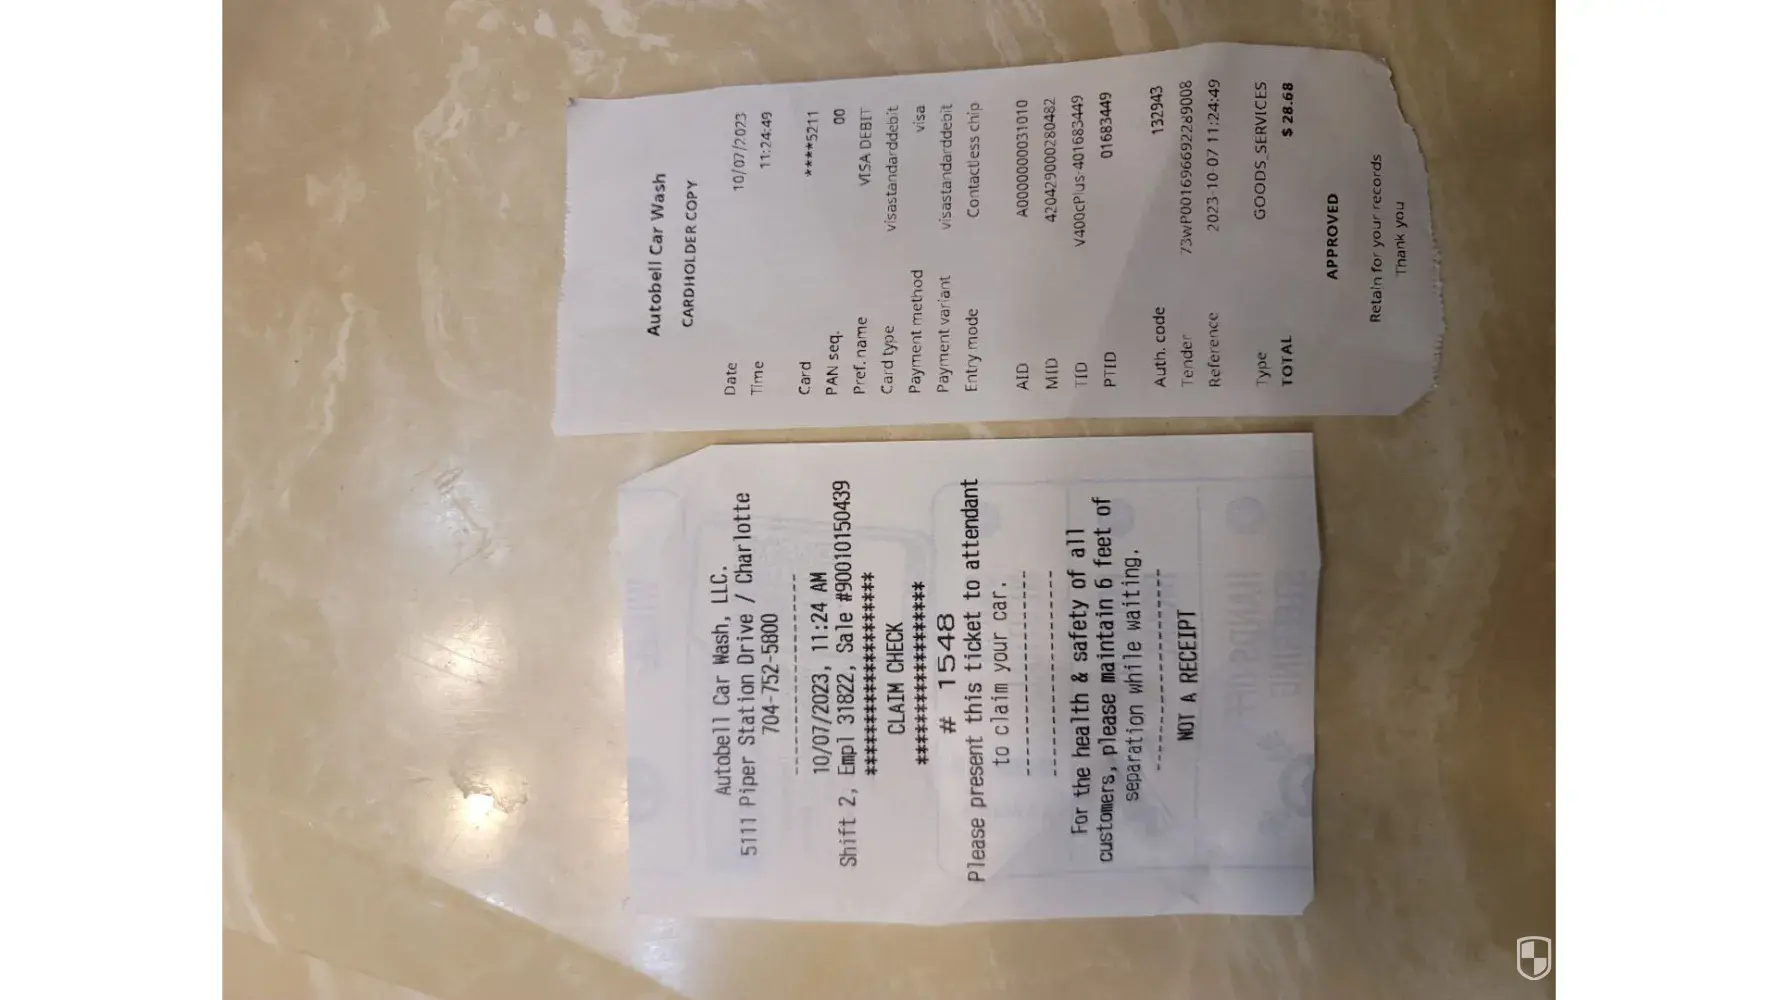 Autobell Car Wash
CARDHOLDER COPY
Date 10/07/2023
Time 11:24:49
Card ****5211
PAN seq. 00
Pref. name VISA DEBIT
Card type visastandarddebit
Payment method visa
Payment variant visastandarddebit
Entry mode Contactless chip
AID A0000000031010
MID 420429000280482
TID V400cPlus-401683449
PTID 01683449
Auth. code 132943
Tender 73wP001696692289008
Reference 2023-10-07 11:24:49
Type GOODS_SERVICES
TOTAL $ 28.68
APPROVED
Retain for your records
Thank you
Autobell Car Wash, LLC.
5111 Piper Station Drive / Charlotte
704-752-5800
--------------------
10/07/2023, 11:24 AM
Shift 2, Empl 31822, Sale #90010150439
********************
CLAIM CHECK
******************
# 1548
Please present this ticket to attendant
to claim your car.
--------------------
--------------------
For the health & safety of all
customers, please maintain 6 feet of
separation while waiting.
--------------------
NOT A RECEIPT